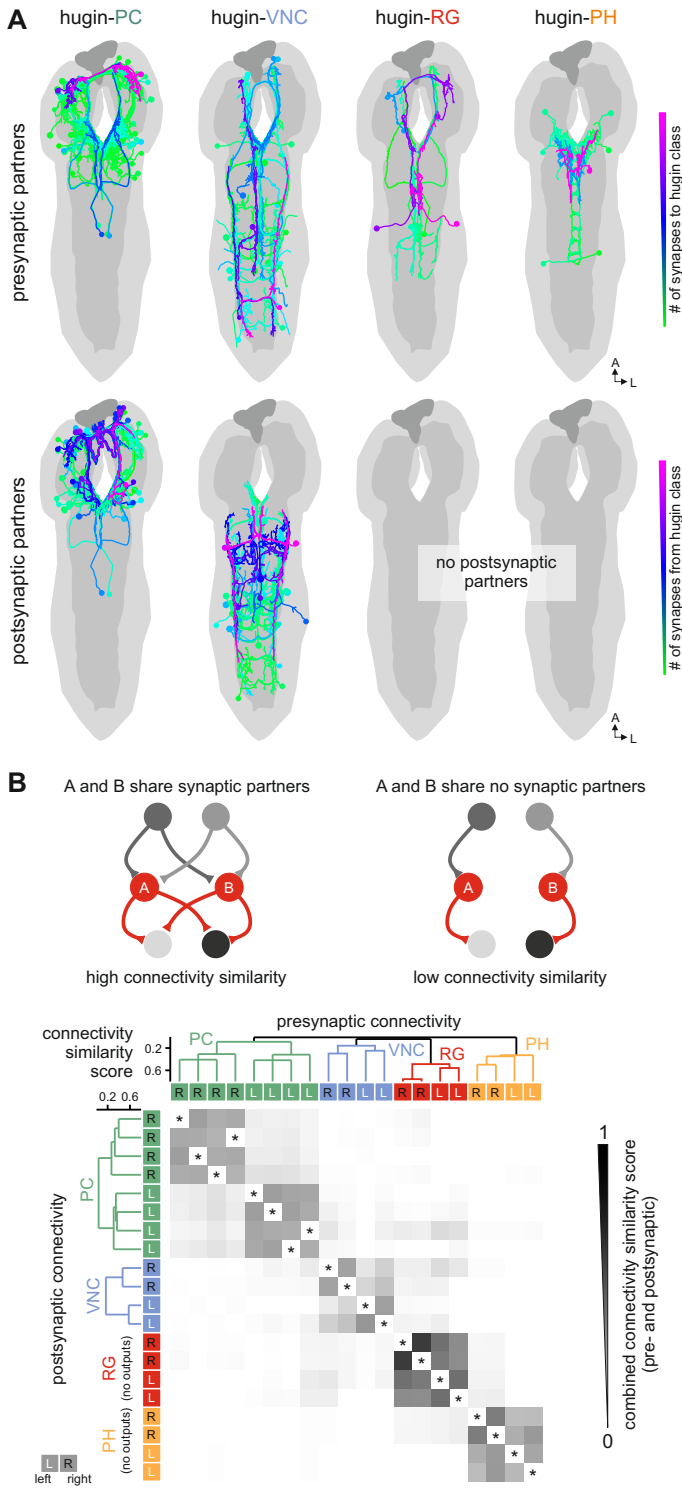 A
hugin-PC hugin-VNC hugin-RG hugin-PH
presynaptic partners
# of synapses to hugin class
A
L
postsynaptic partners
no postsynaptic
partners
# of synapses from hugin class
A
L
B
A and B share synaptic partners
A and B share no synaptic partners
A B
A B
high connectivity similarity
low connectivity similarity
presynaptic connectivity
connectivity
similarity
score
0.2
0.6
PC VNC RG PH
R R R R L L L L R R L L R R L L R R L L
0.2 0.6
postsynaptic connectivity
PC
R *
R *
R *
R *
L *
L *
L *
L *
VNC
R *
R *
L *
L *
RG
(no outputs)
R *
R *
L *
L *
PH
(no outputs)
R *
R *
L *
L *
L R
left right
1
0
combined connectivity similarity score
(pre- and postsynaptic)